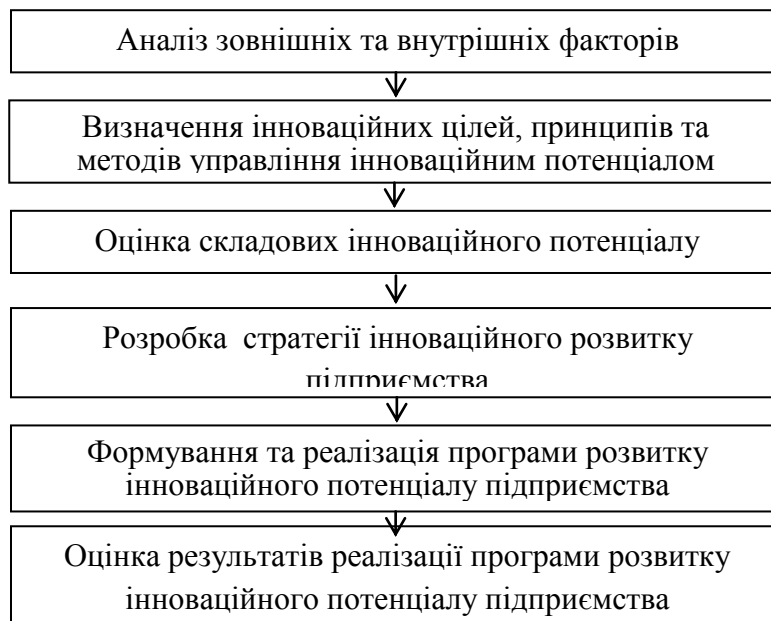 Аналіз зовнішніх та внутрішніх факторів
Визначення інноваційних цілей, принципів та
методів управління інноваційним потенціалом
Оцінка складових інноваційного потенціалу
Розробка стратегії інноваційного розвитку
підприємства
Формування та реалізація програми розвитку
інноваційного потенціалу підприємства
Оцінка результатів реалізації програми розвитку
інноваційного потенціалу підприємства